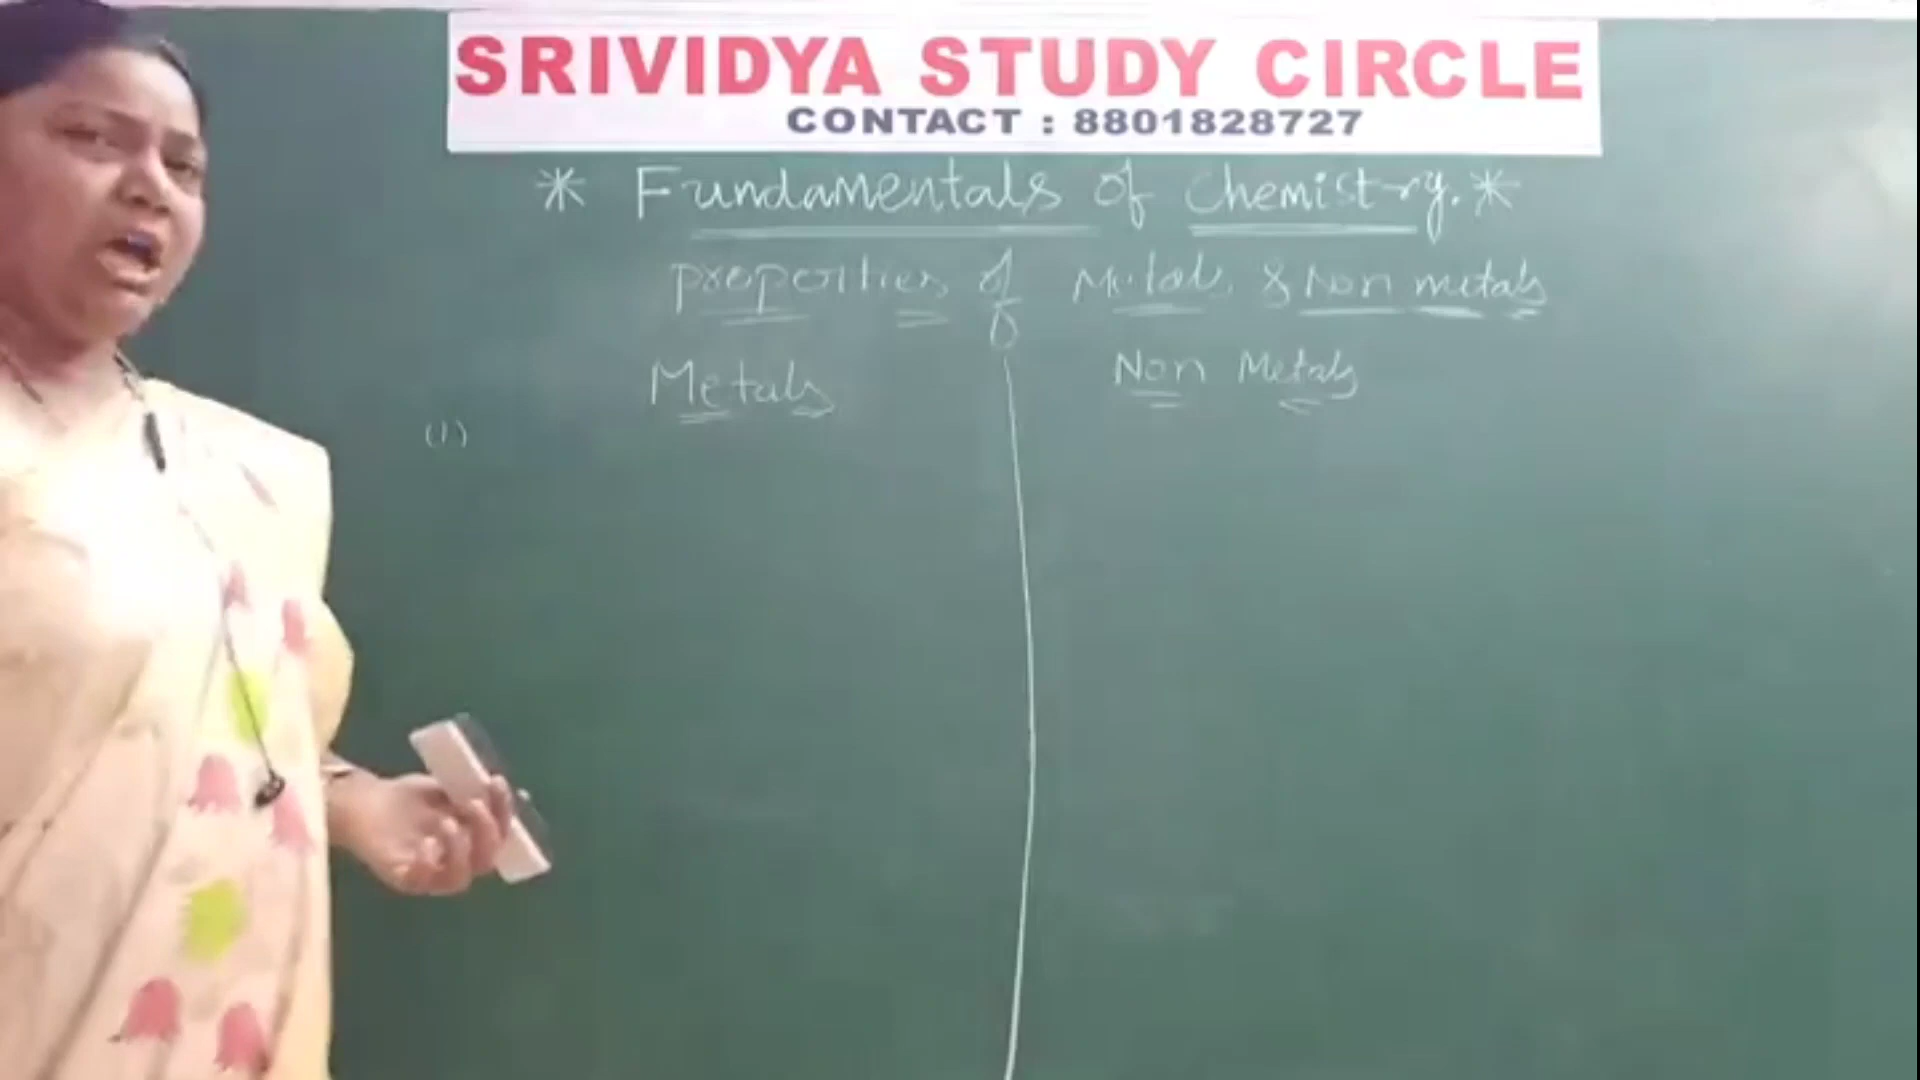 SRIVIDYA STUDY CIRCLE
CONTACT : 8801828727
* Fundamentals of chemistry. *
properties of Metals & Non metals
Metals
Non Metals
(1)